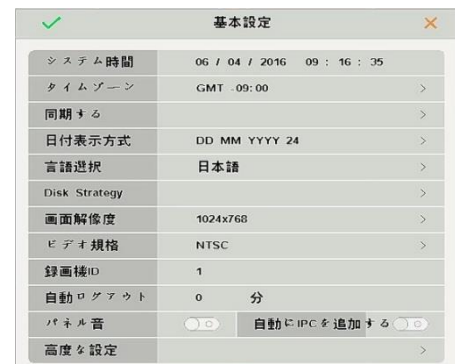 基本設定
システム時間 06 / 04 / 2016 09 : 16 : 35
タイムゾーン GMT -09:00
同期する
日付表示方式 DD MM YYYY 24
言語選択 日本語
Disk Strategy
画面解像度 1024x768
ビデオ規格 NTSC
録画機ID 1
自動ログアウト 0 分
パネル音 自動にIPCを追加する
高度な設定